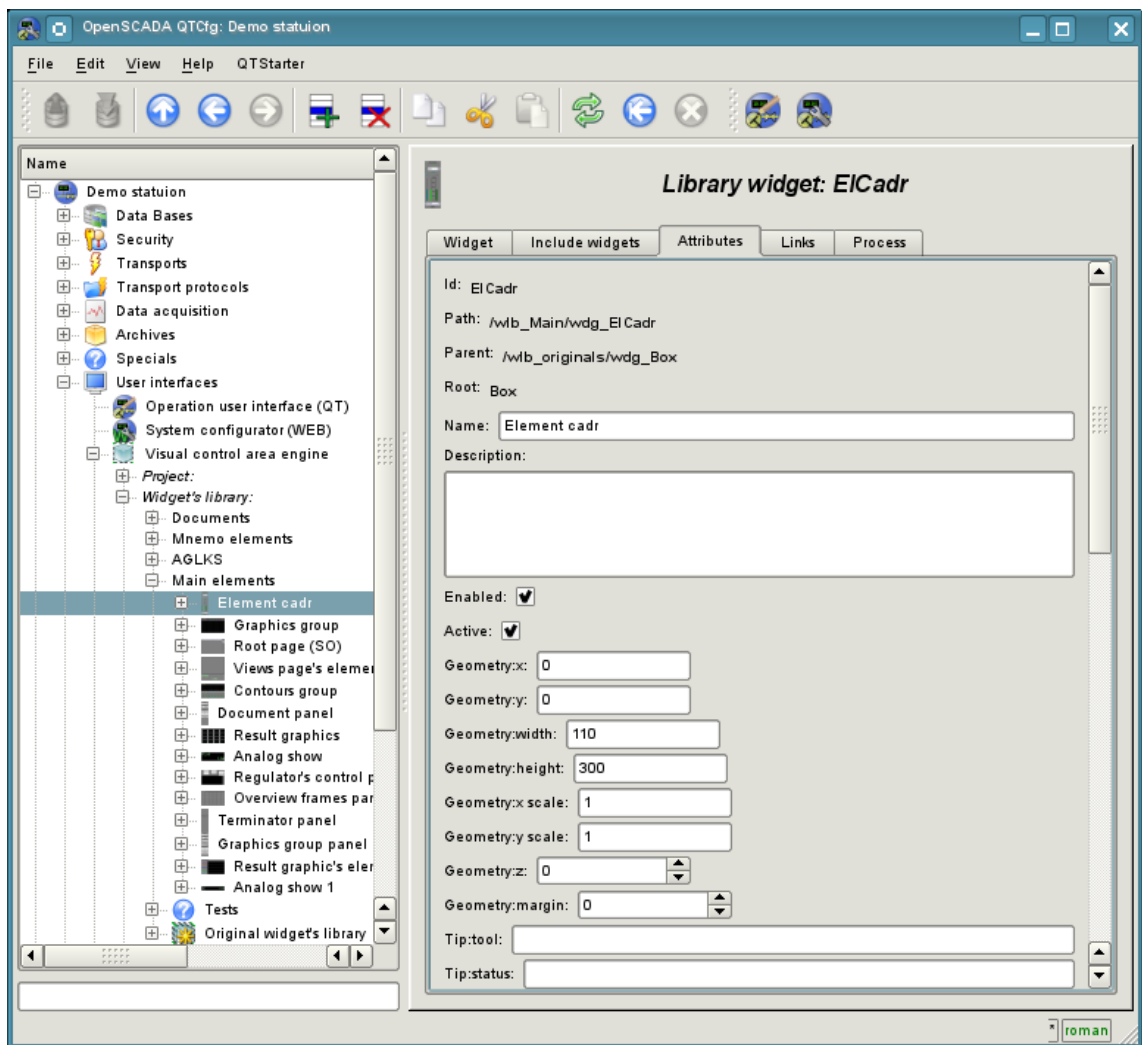 OpenSCADA QTCfg: Demo statuion
File Edit View Help QTStarter
Name
Demo statuion
Data Bases
Security
Transports
Transport protocols
Data acquisition
Archives
Specials
User interfaces
Operation user interface (QT)
System configurator (WEB)
Visual control area engine
Project:
Widget's library:
Documents
Mnemo elements
AGLKS
Main elements
Element cadr
Graphics group
Root page (SO)
Views page's elemer
Contours group
Document panel
Result graphics
Analog show
Regulator's control p
Overview frames par
Terminator panel
Graphics group panel
Result graphic's eler
Analog show 1
Tests
Original widget's library
Library widget: ElCadr
Widget Include widgets Attributes Links Process
Id: ElCadr
Path: /wlb_Main/wdg_ElCadr
Parent: /wlb_originals/wdg_Box
Root: Box
Name: Element cadr
Description:
Enabled:
Active:
Geometry:x: 0
Geometry:y: 0
Geometry:width: 110
Geometry:height: 300
Geometry:x scale: 1
Geometry:y scale: 1
Geometry:z: 0
Geometry:margin: 0
Tip:tool:
Tip:status:
* roman